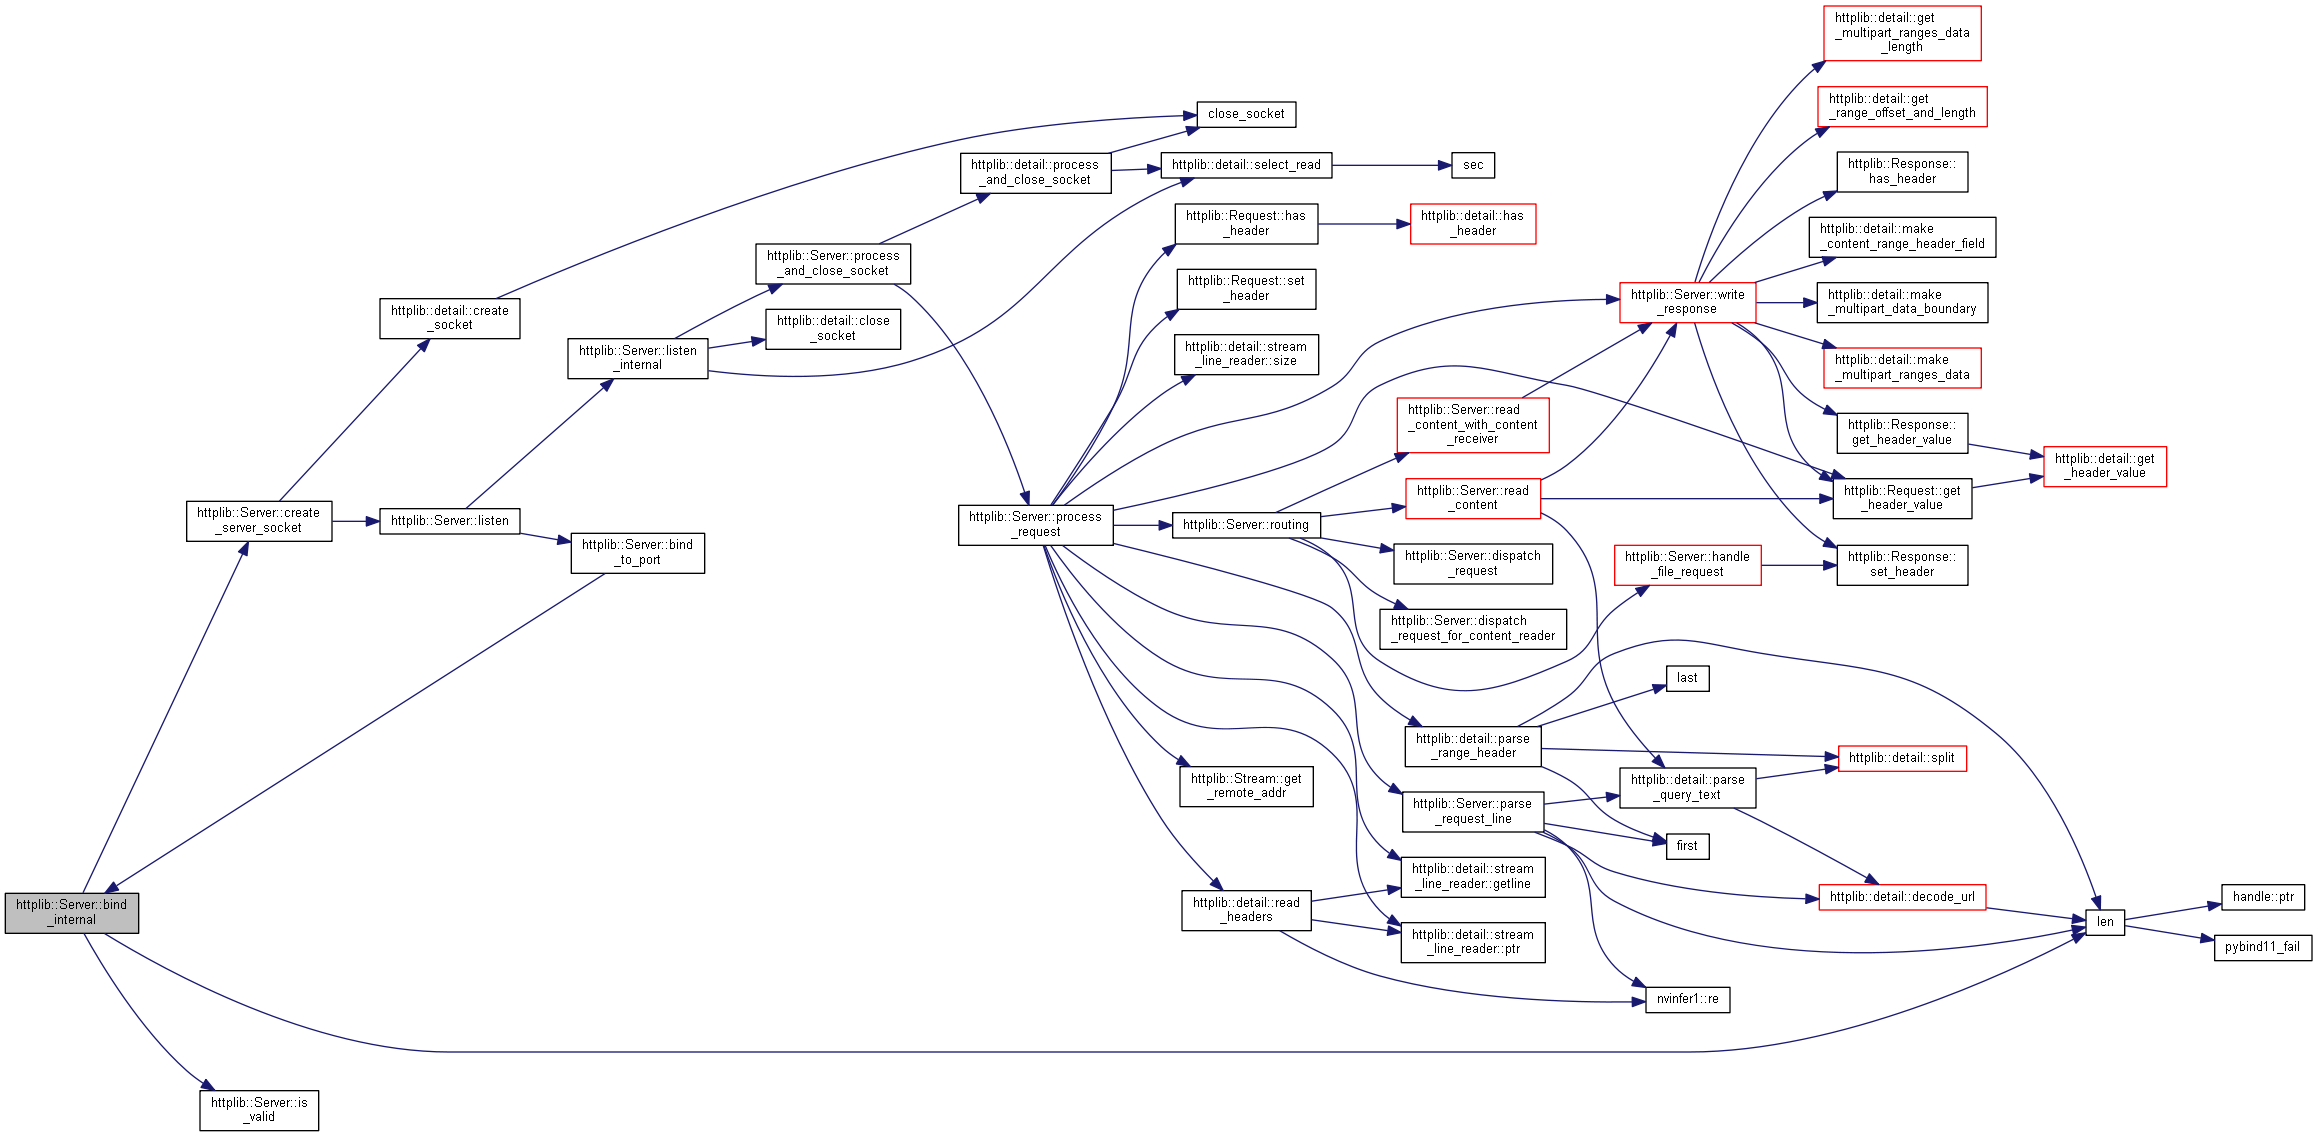 httplib::Server::bind
_internal
httplib::Server::create
_server_socket
httplib::Server::is
_valid
httplib::detail::create
_socket
httplib::Server::listen
httplib::Server::bind
_to_port
httplib::Server::listen
_internal
httplib::Server::process
_and_close_socket
httplib::detail::close
_socket
httplib::detail::process
_and_close_socket
httplib::Server::process
_request
close_socket
httplib::detail::select_read
sec
httplib::Request::has
_header
httplib::detail::has
_header
httplib::Request::set
_header
httplib::detail::stream
_line_reader::size
httplib::Server::routing
httplib::Stream::get
_remote_addr
httplib::detail::read
_headers
httplib::Server::read
_content_with_content
_receiver
httplib::Server::read
_content
httplib::Server::dispatch
_request
httplib::Server::dispatch
_request_for_content_reader
httplib::detail::parse
_range_header
httplib::Server::parse
_request_line
httplib::detail::stream
_line_reader::getline
httplib::detail::stream
_line_reader::ptr
httplib::Server::write
_response
httplib::Server::handle
_file_request
last
httplib::detail::parse
_query_text
first
nvinfer1::re
httplib::detail::get
_multipart_ranges_data
_length
httplib::detail::get
_range_offset_and_length
httplib::Response::
has_header
httplib::detail::make
_content_range_header_field
httplib::detail::make
_multipart_data_boundary
httplib::detail::make
_multipart_ranges_data
httplib::Response::
get_header_value
httplib::Request::get
_header_value
httplib::Response::
set_header
httplib::detail::split
httplib::detail::decode_url
httplib::detail::get
_header_value
len
handle::ptr
pybind11_fail